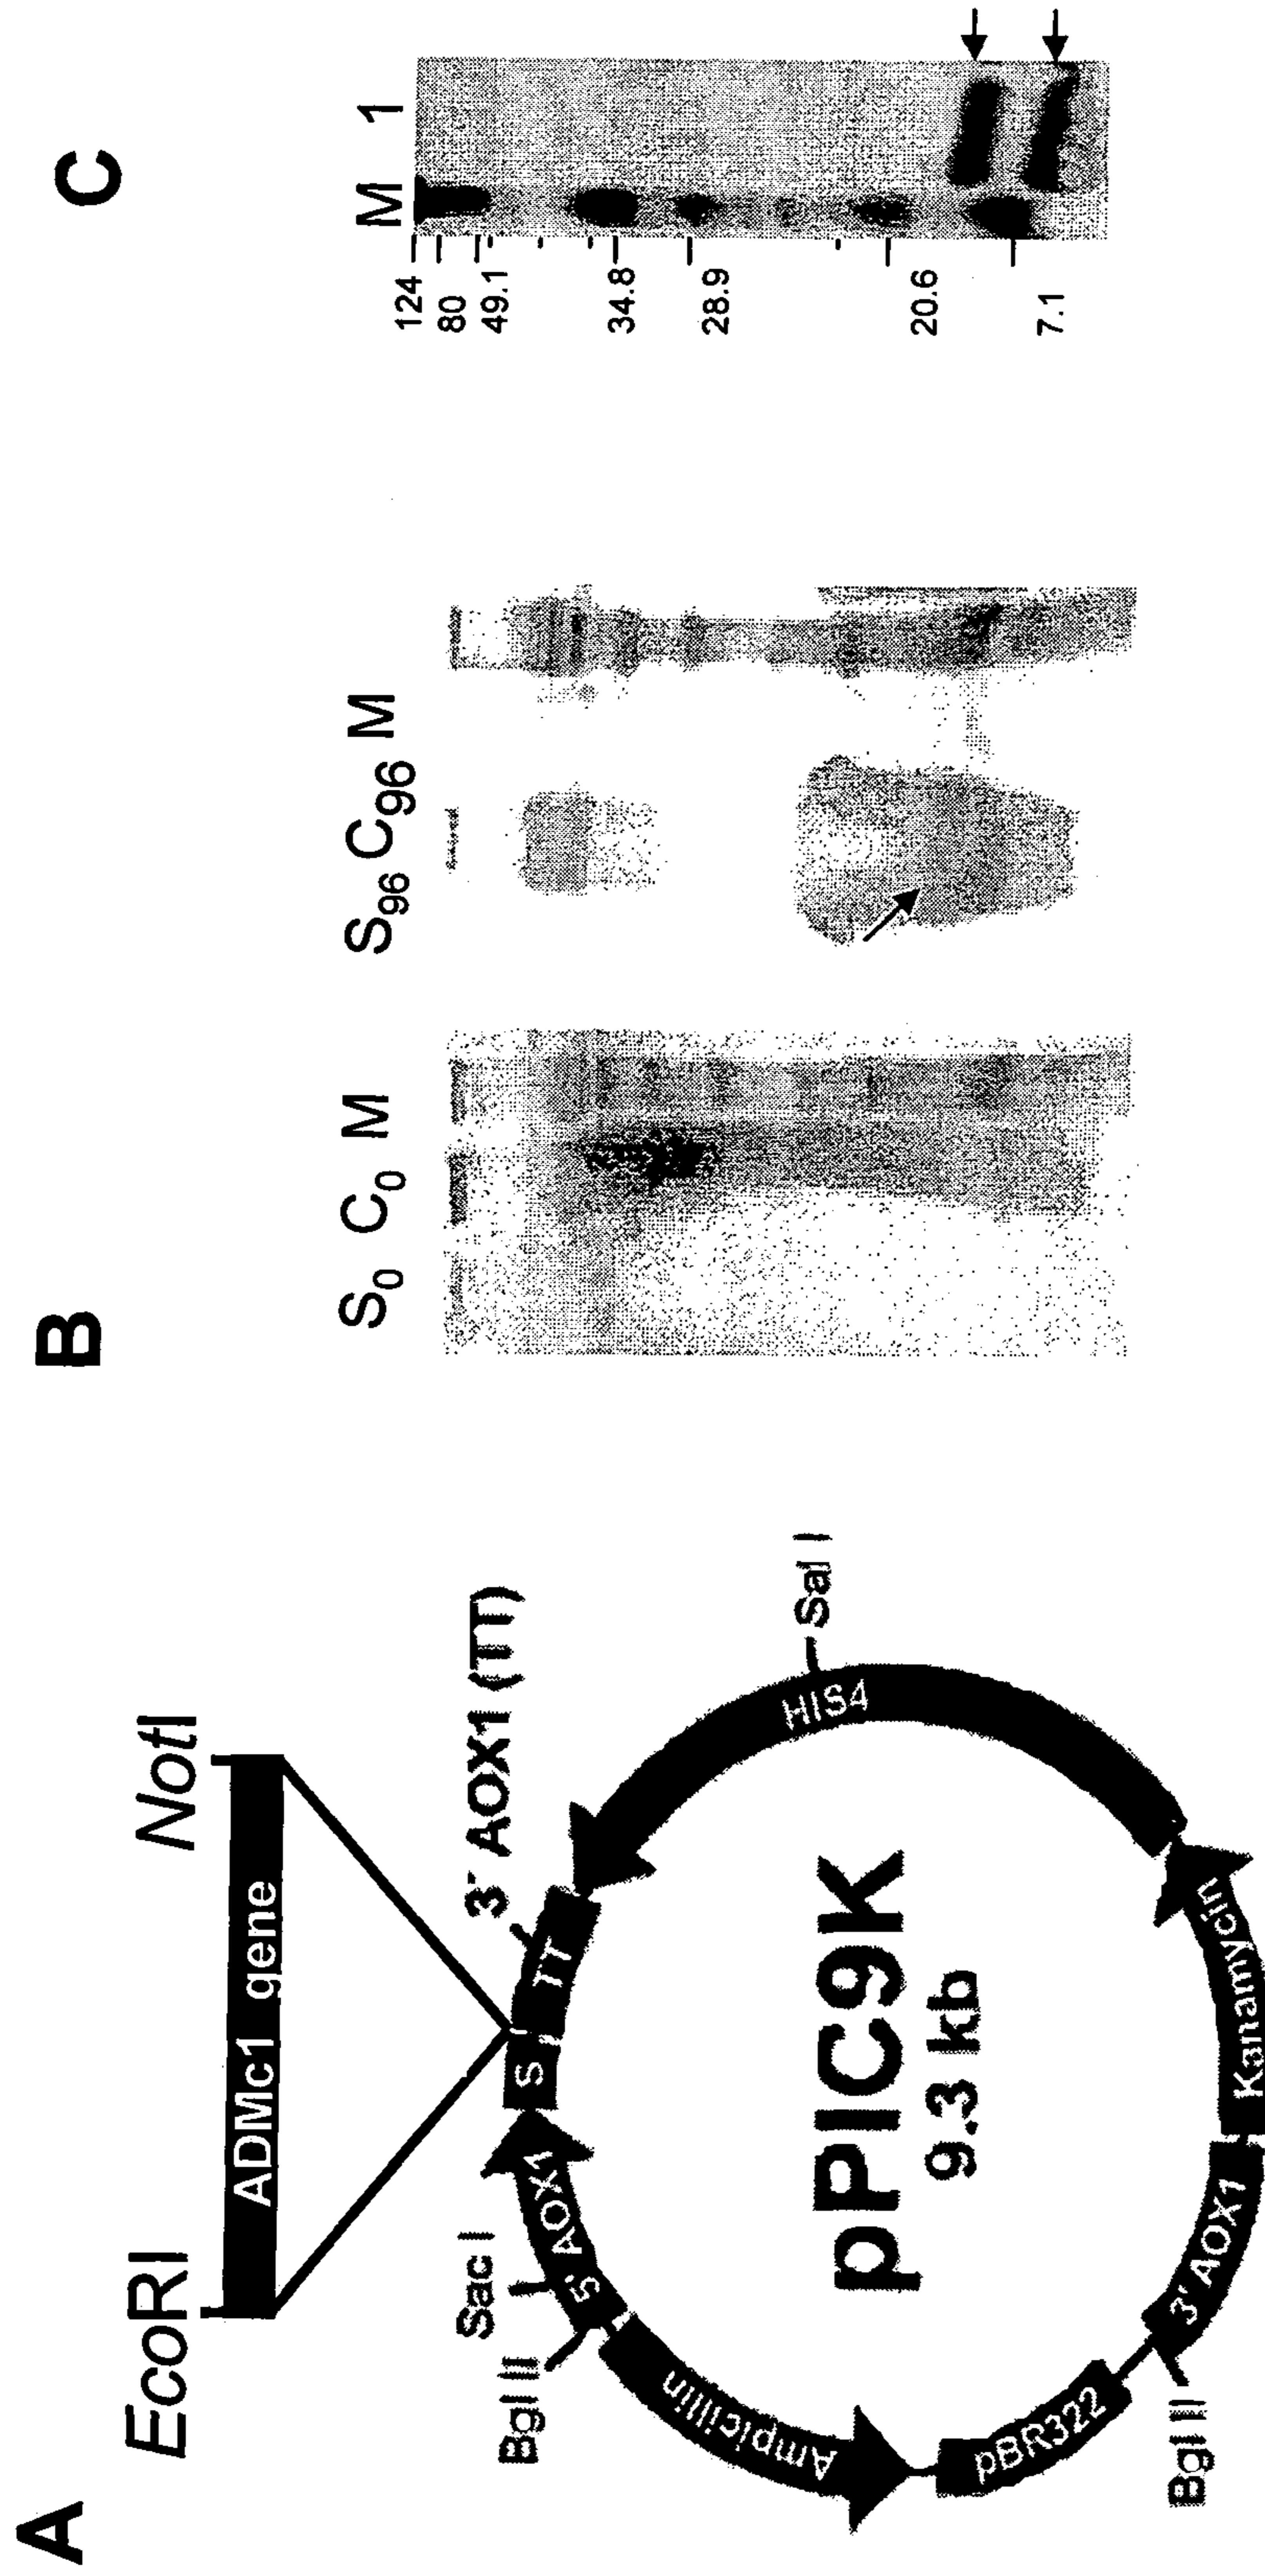 A
EcoRI
NotI
ADMc1 gene
3' AOX1 (TT)
Sac I
Bgl II
5' AOX1
S
TT
HIS4
Sal I
Ampicillin
pPIC9K
9.3 kb
pBR322
3' AOX1
Kanamycin
Bgl II
B
S0 C0 M
S96 C96 M
C
M 1
124
80
49.1
34.8
28.9
20.6
7.1